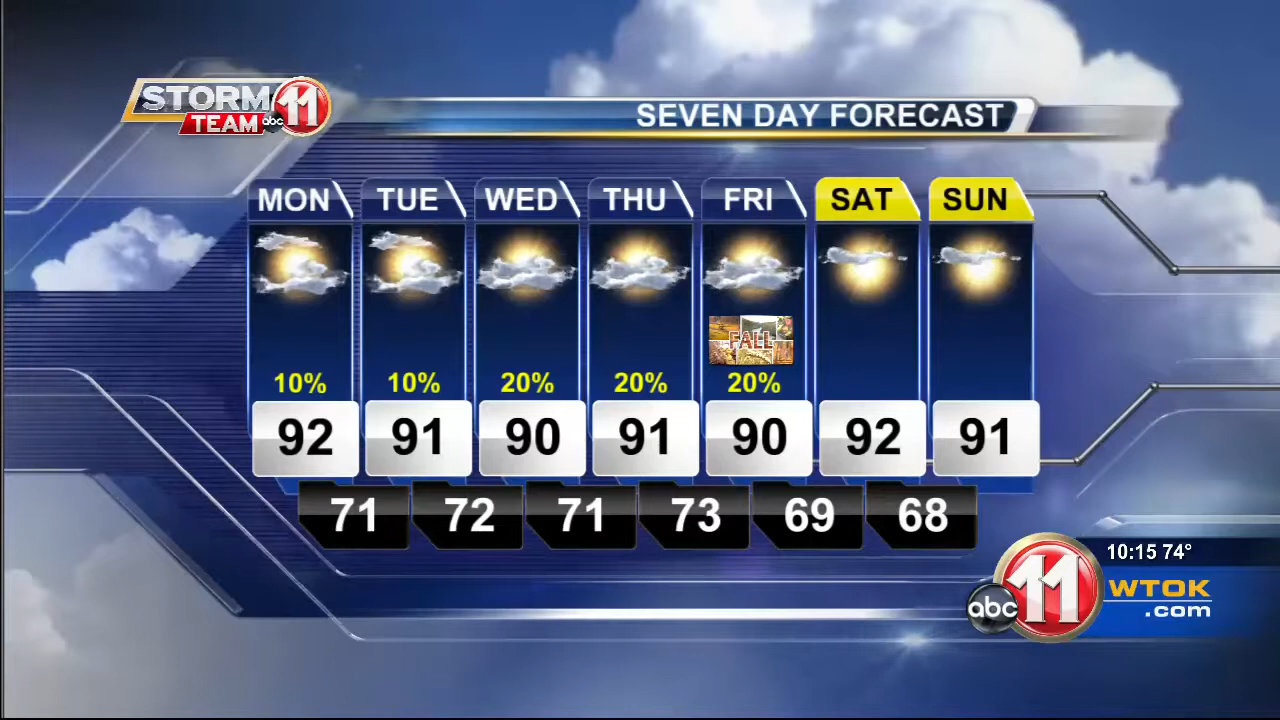 STORM
TEAM abc 11
SEVEN DAY FORECAST
MON TUE WED THU FRI SAT SUN
FALL
10% 10% 20% 20% 20%
92 91 90 91 90 92 91
71 72 71 73 69 68
10:15 74°
abc 11 WTOK
.com